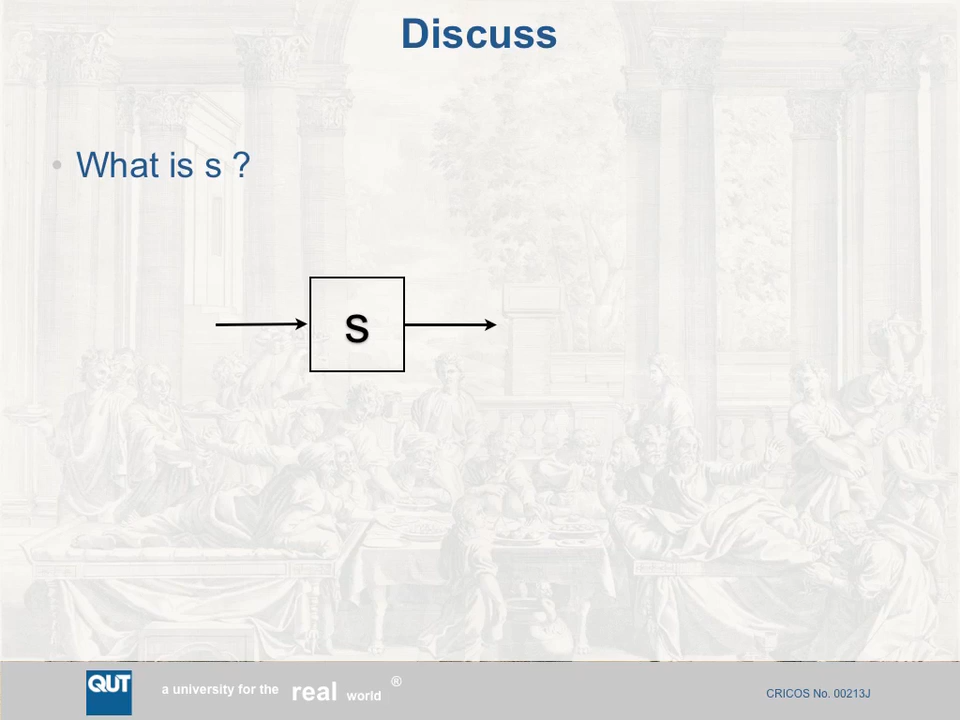 Discuss
• What is s ?
s
QUT
a university for the real world ®
CRICOS No. 00213J